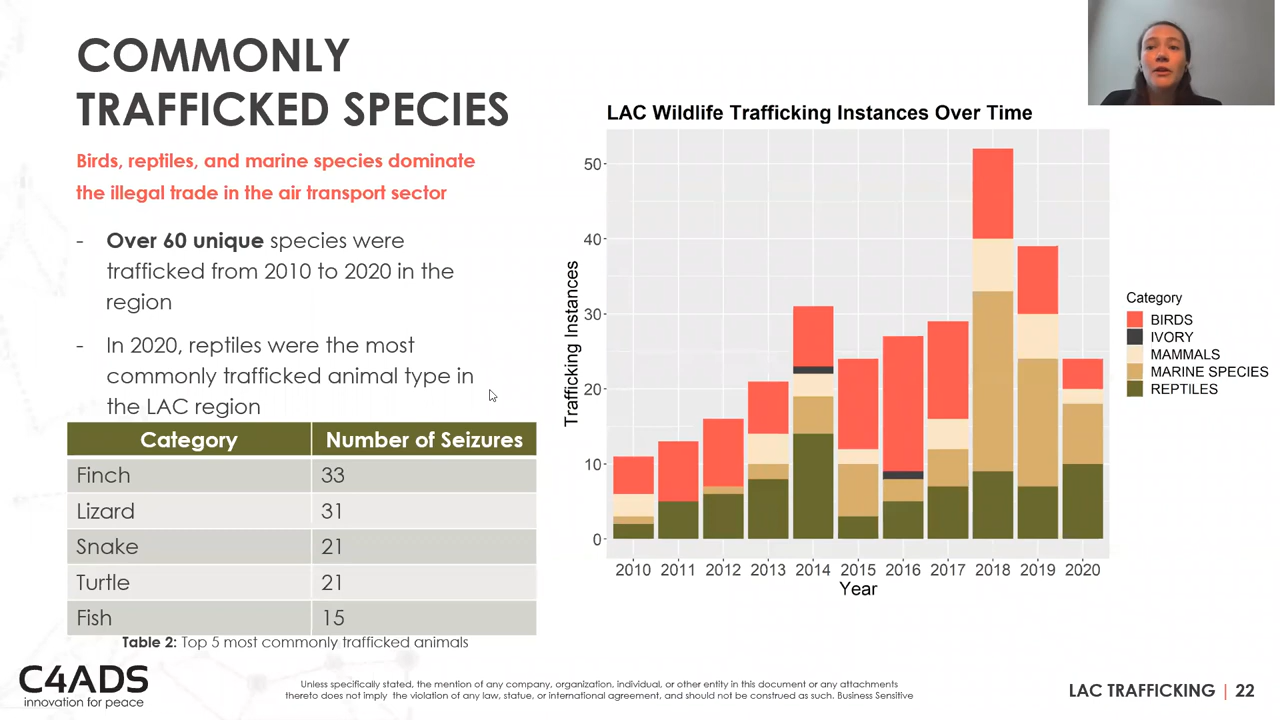 COMMONLY
TRAFFICKED SPECIES
Birds, reptiles, and marine species dominate
the illegal trade in the air transport sector
- Over 60 unique species were
trafficked from 2010 to 2020 in the
region
- In 2020, reptiles were the most
commonly trafficked animal type in
the LAC region
Category Number of Seizures
Finch 33
Lizard 31
Snake 21
Turtle 21
Fish 15
Table 2: Top 5 most commonly trafficked animals
LAC Wildlife Trafficking Instances Over Time
Trafficking Instances
50
40
30
20
10
0
2010 2011 2012 2013 2014 2015 2016 2017 2018 2019 2020
Year
Category
BIRDS
IVORY
MAMMALS
MARINE SPECIES
REPTILES
C4ADS
innovation for peace
Unless specifically stated, the mention of any company, organization, individual, or other entity in this document or any attachments
thereto does not imply the violation of any law, statue, or international agreement, and should not be construed as such. Business Sensitive
LAC TRAFFICKING | 22